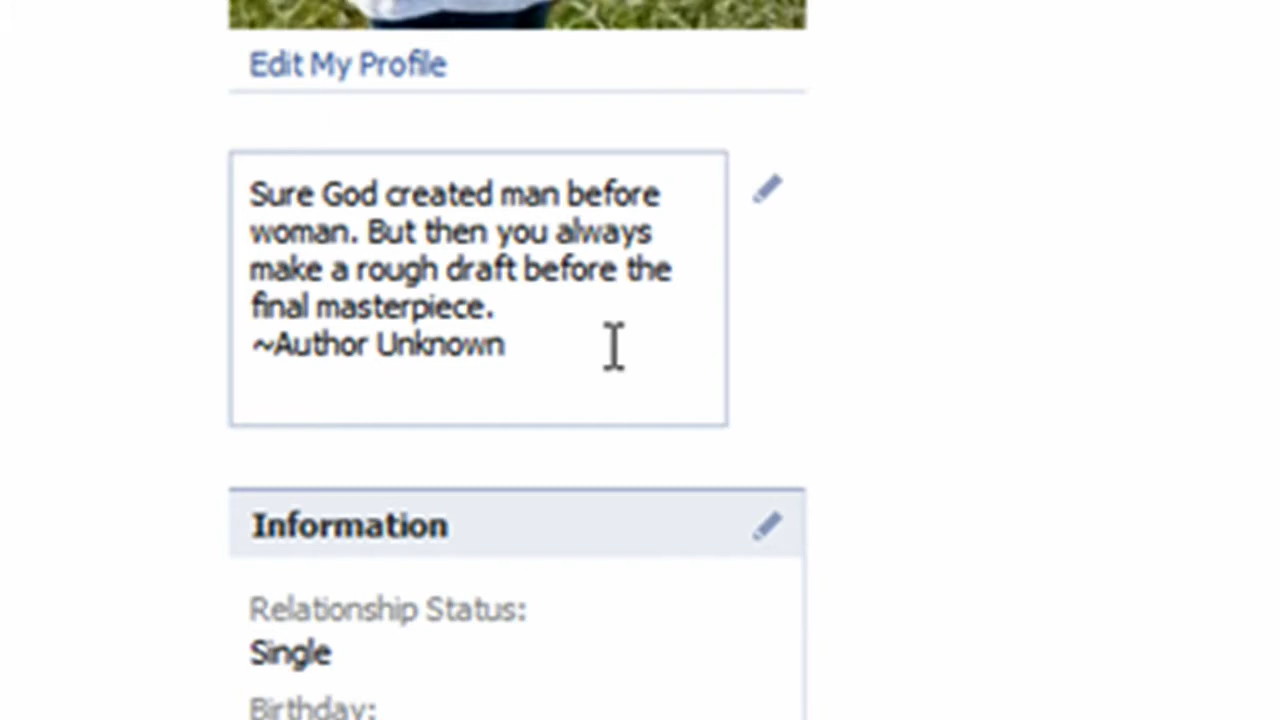 Edit My Profile
Sure God created man before
woman. But then you always
make a rough draft before the
final masterpiece.
~Author Unknown
Information
Relationship Status:
Single
Birthday: